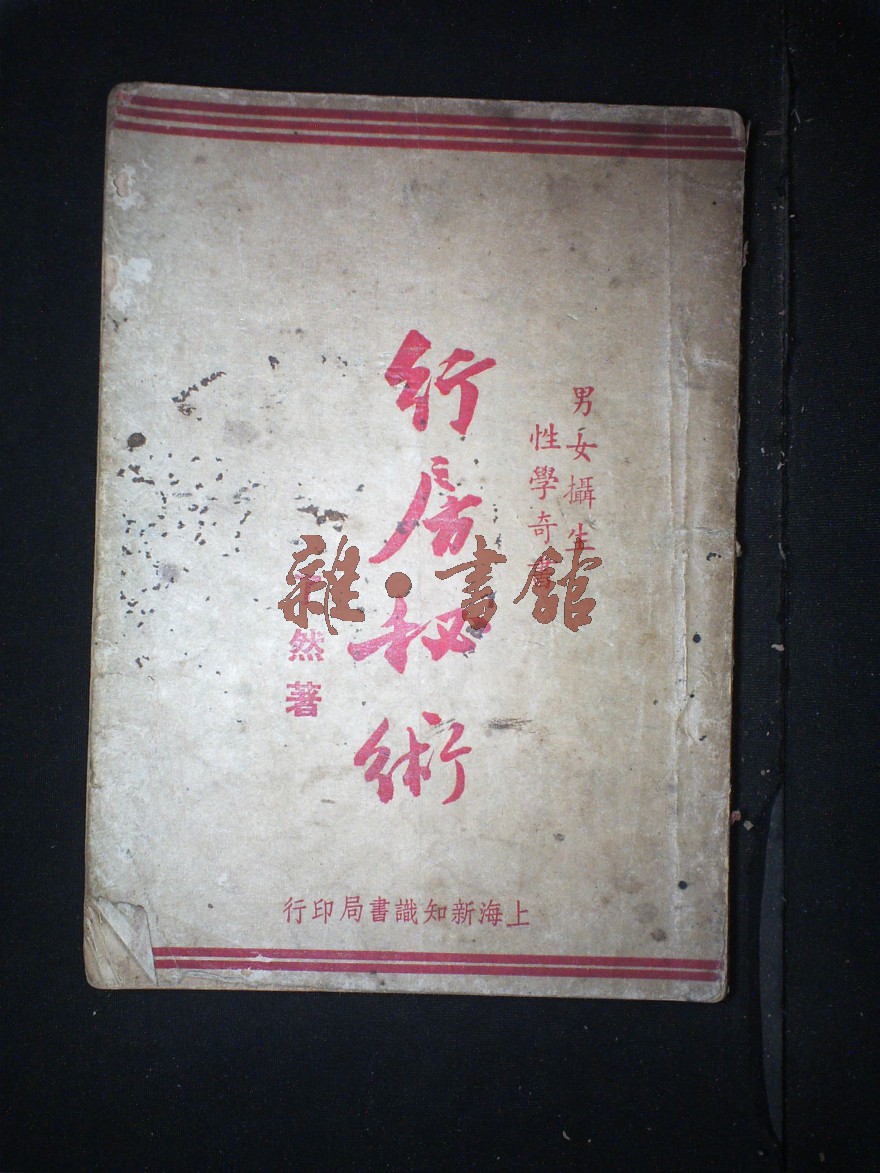 男女攝生
性學奇書
行房秘術
然著
上海新知識書局印行
雜·書館